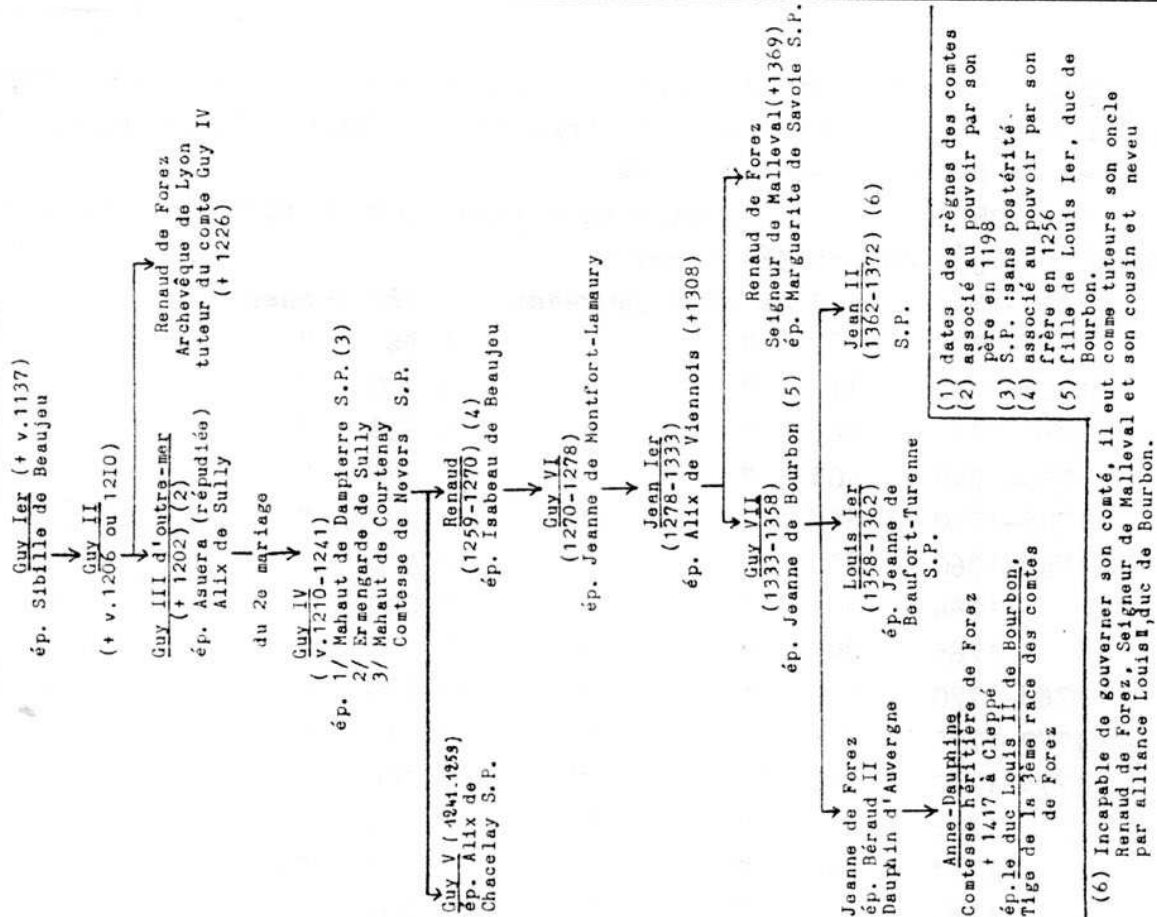 Guy Ier (+ v.1137)
ép. Sibille de Beaujeu
Guy II
(+ v.1206 ou 1210)
Guy III d'outre-mer
(+ 1202) (2)
ép. Asuera (répudiée)
Alix de Sully
Renaud de Forez
Archevêque de Lyon
tuteur du comte Guy IV
(+ 1226)
du 2e mariage
Guy IV
( v.1210-1241)
ép. 1/ Mahaut de Dampierre S.P.(3)
2/ Ermengarde de Sully
3/ Mahaut de Courtenay
Comtesse de Nevers S.P.
Guy V (1241.1259)
ép. Alix de
Chacelay S.P.
Renaud
(1259-1270) (4)
ép. Isabeau de Beaujeu
Guy VI
(1270-1278)
ép. Jeanne de Montfort-Lamaury
Jean Ier
(1278-1333)
ép. Alix de Viennois (+1308)
Guy VII
(1333-1358)
ép. Jeanne de Bourbon (5)
Renaud de Forez
Seigneur de Malleval(+1369)
ép. Marguerite de Savoie S.P.
Jeanne de Forez
ép. Béraud II
Dauphin d'Auvergne
Louis Ier
(1358-1362)
ép. Jeanne de
Beaufort-Turenne
S.P.
Jean II
(1362-1372) (6)
S.P.
Anne-Dauphine
Comtesse héritière de Forez
+ 1417 à Cleppé
ép.le duc Louis II de Bourbon,
Tige de la 3ème race des comtes
de Forez
(1) dates des règnes des comtes
(2) associé au pouvoir par son
père en 1198
(3) S.P. :sans postérité.
(4) associé au pouvoir par son
frère en 1256
(5) fille de Louis Ier, duc de
Bourbon.
(6) Incapable de gouverner son comté, il eut comme tuteurs son oncle
Renaud de Forez, Seigneur de Malleval et son cousin et neveu
par alliance Louis II,duc de Bourbon.